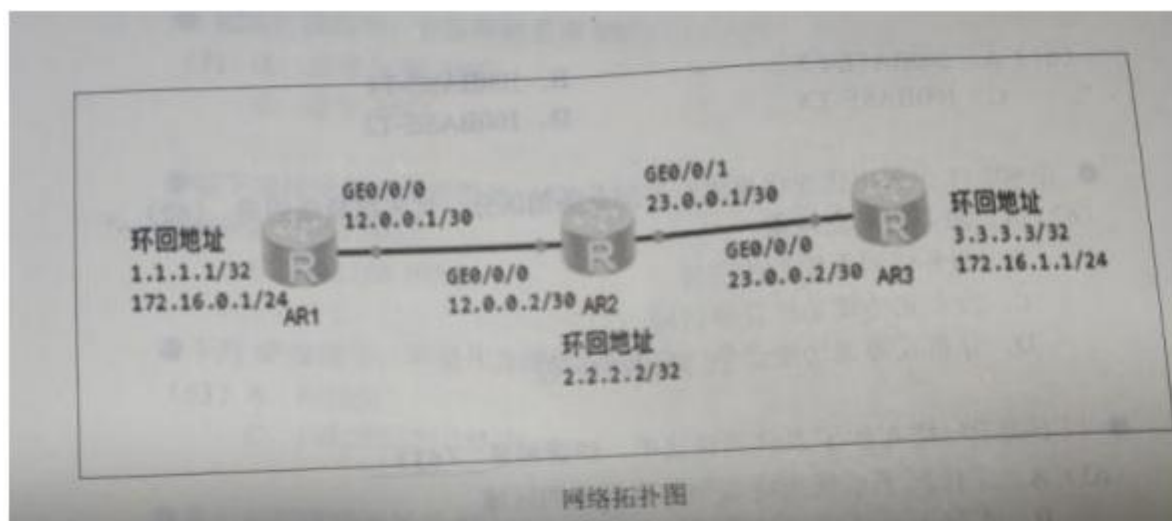 GE0/0/0
12.0.0.1/30
GE0/0/1
23.0.0.1/30
环回地址
1.1.1.1/32
172.16.0.1/24
AR1
GE0/0/0
12.0.0.2/30
AR2
GE0/0/0
23.0.0.2/30
AR3
环回地址
3.3.3.3/32
172.16.1.1/24
环回地址
2.2.2.2/32
网络拓扑图